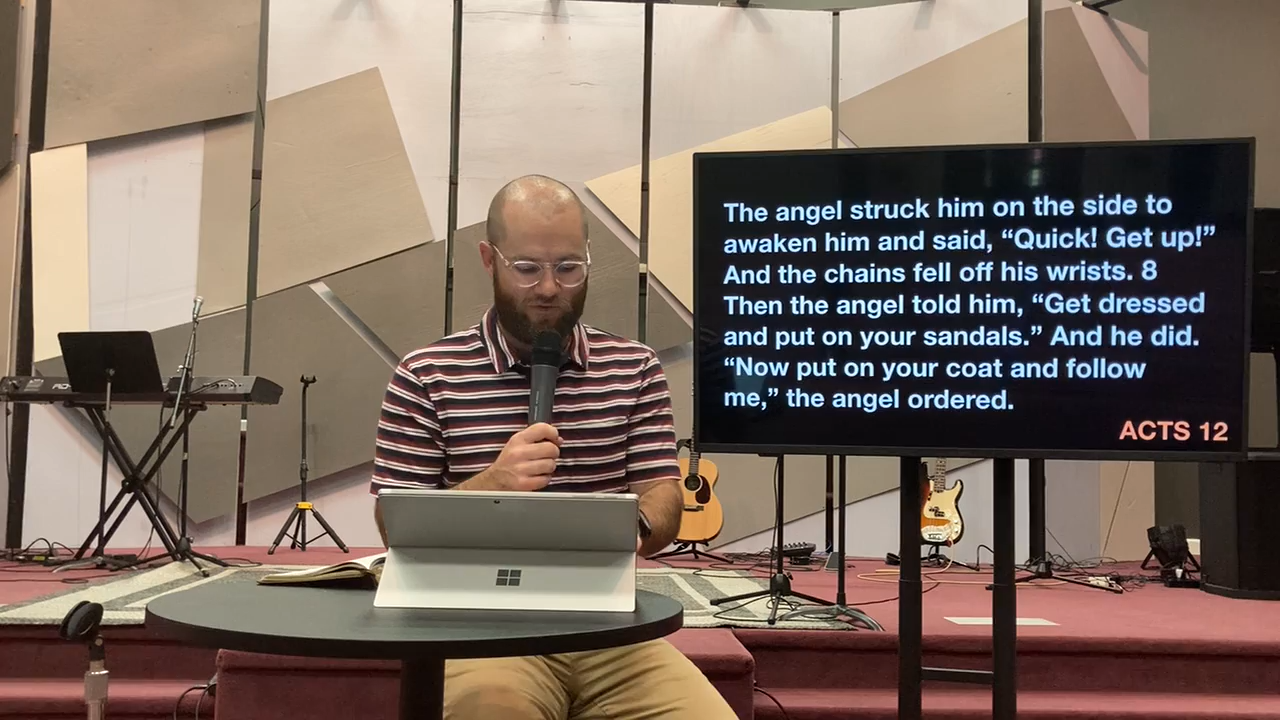 The angel struck him on the side to
awaken him and said, “Quick! Get up!”
And the chains fell off his wrists. 8
Then the angel told him, “Get dressed
and put on your sandals.” And he did.
“Now put on your coat and follow
me,” the angel ordered.
ACTS 12